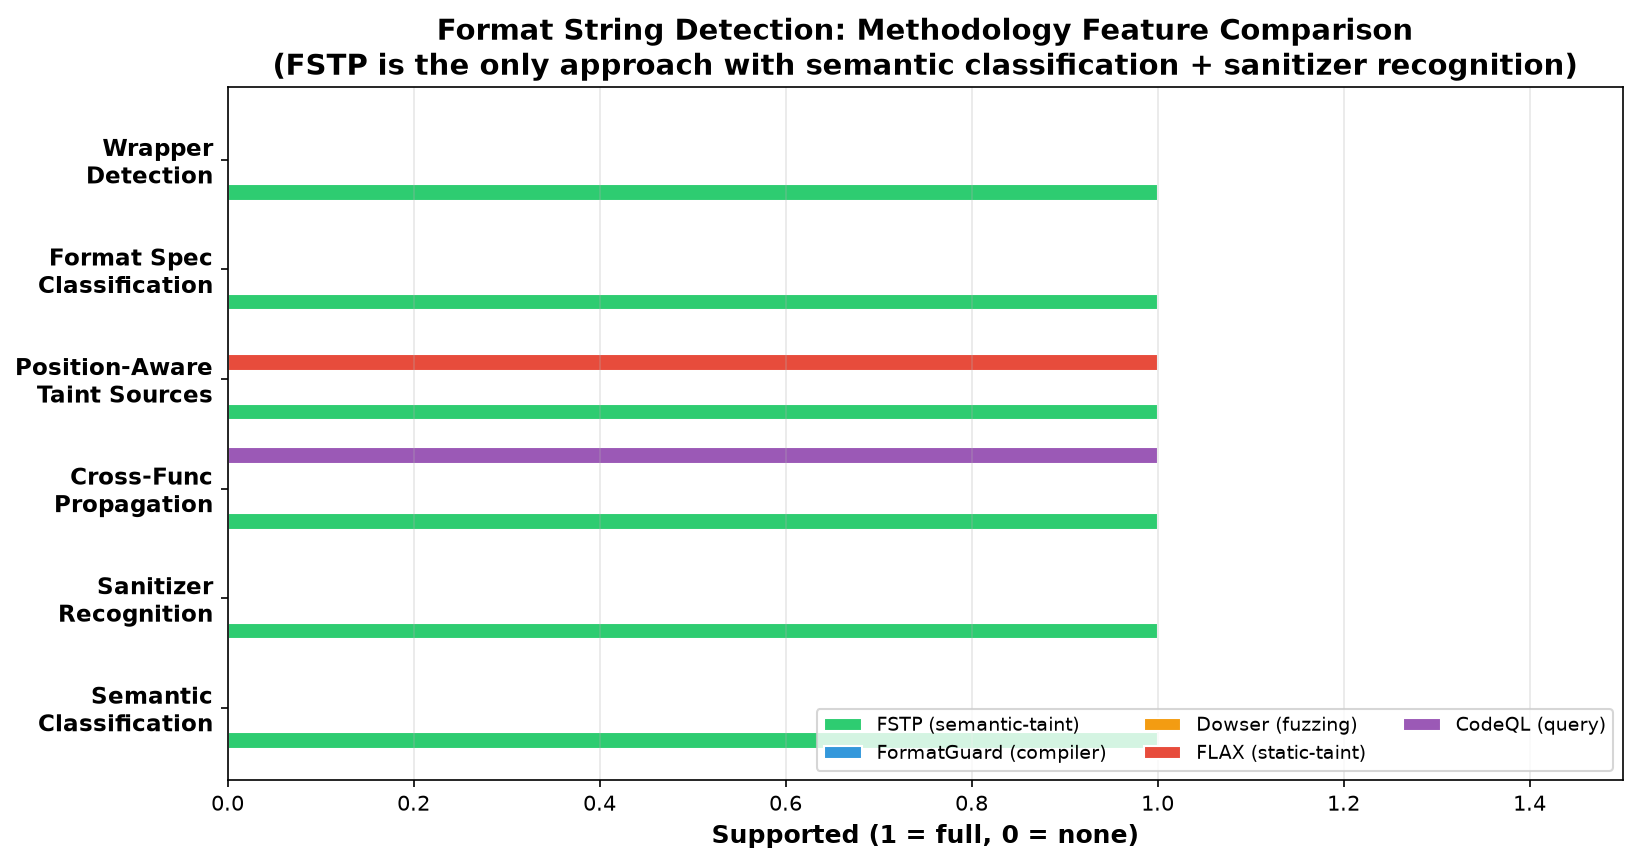 Format String Detection: Methodology Feature Comparison
(FSTP is the only approach with semantic classification + sanitizer recognition)
Wrapper
Detection
Format Spec
Classification
Position-Aware
Taint Sources
Cross-Func
Propagation
Sanitizer
Recognition
Semantic
Classification
FSTP (semantic-taint)
FormatGuard (compiler)
Dowser (fuzzing)
FLAX (static-taint)
CodeQL (query)
0.0 0.2 0.4 0.6 0.8 1.0 1.2 1.4
Supported (1 = full, 0 = none)